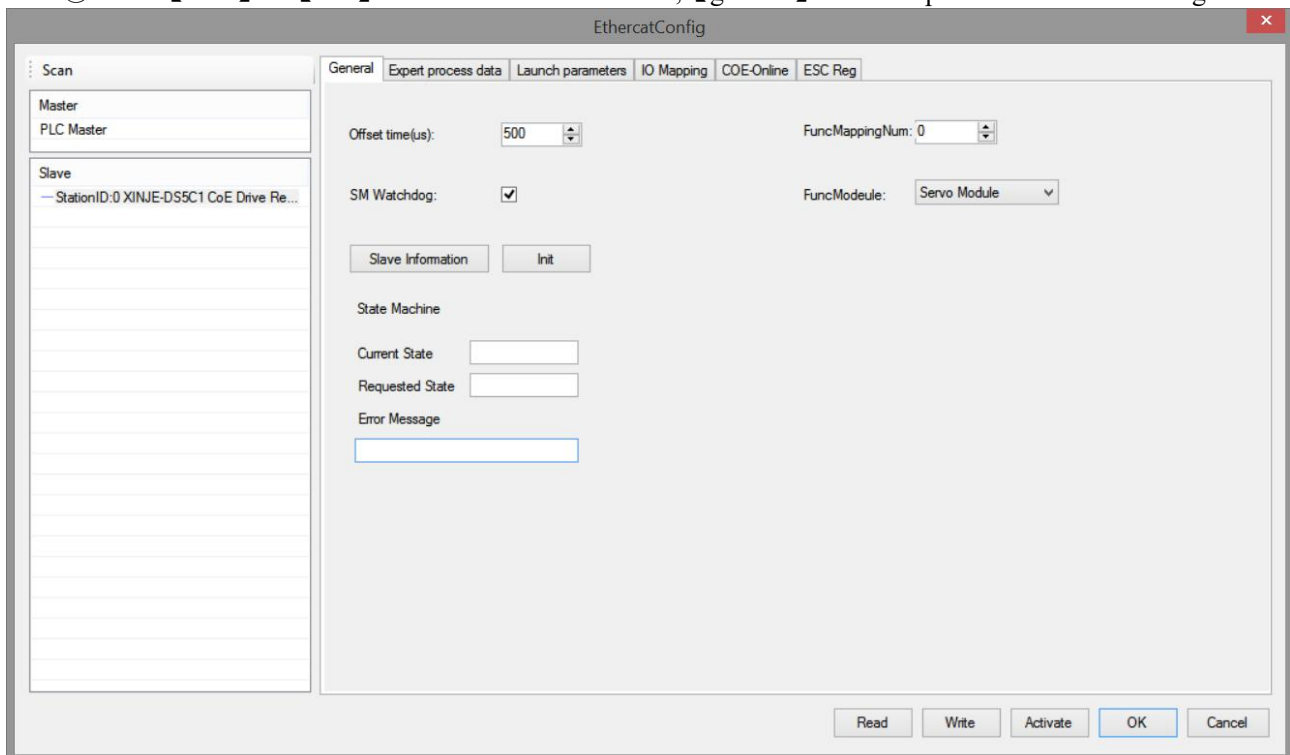 EthercatConfig
Scan
General Expert process data Launch parameters IO Mapping COE-Online ESC Reg
Master
PLC Master
Slave
StationID:0 XINJE-DS5C1 CoE Drive Re...
Offset time(us): 500
FuncMappingNum: 0
SM Watchdog:
FuncModeule: Servo Module
Slave Information Init
State Machine
Current State
Requested State
Error Message
Read Write Activate OK Cancel